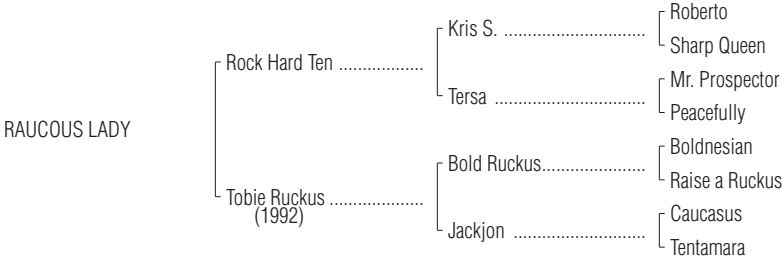 Roberto
Kris S. ..............................
Sharp Queen
Rock Hard Ten ..................
Mr. Prospector
Tersa ................................
Peacefully
RAUCOUS LADY
Boldnesian
Bold Ruckus......................
Raise a Ruckus
Tobie Ruckus ....................
(1992)
Caucasus
Jackjon ............................
Tentamara